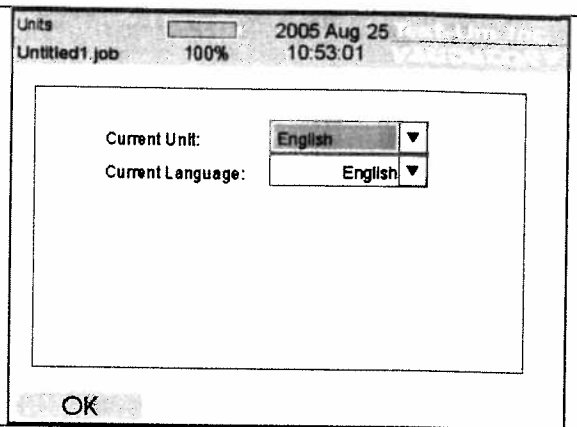 Units 2005 Aug 25
Untitled1.job 100% 10:53:01
Current Unit: English
Current Language: English
OK